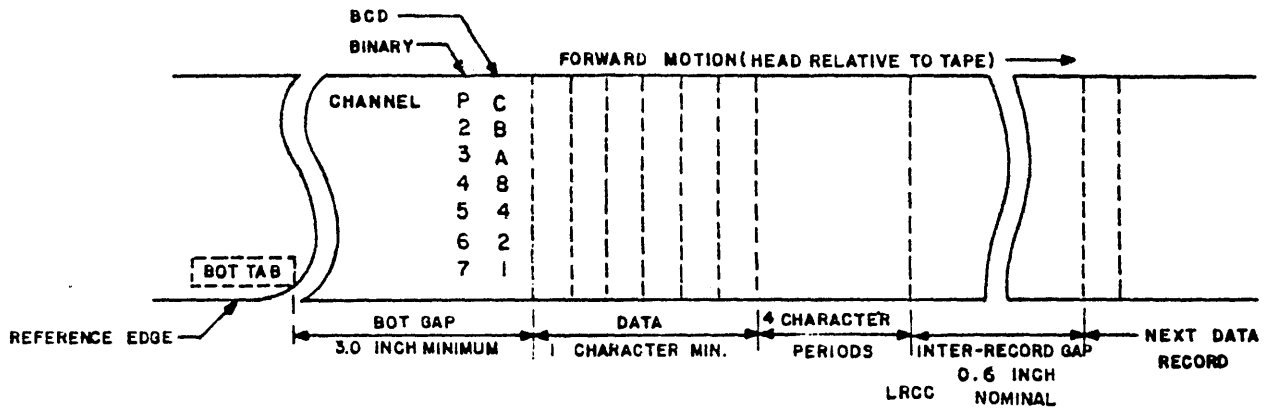 BCD
BINARY
FORWARD MOTION(HEAD RELATIVE TO TAPE)
CHANNEL P C
2 B
3 A
4 8
5 4
6 2
7 1
BOT TAB
REFERENCE EDGE
BOT GAP
3.0 INCH MINIMUM
DATA
1 CHARACTER MIN.
4 CHARACTER
PERIODS
LRCC
INTER-RECORD GAP
0.6 INCH
NOMINAL
NEXT DATA
RECORD